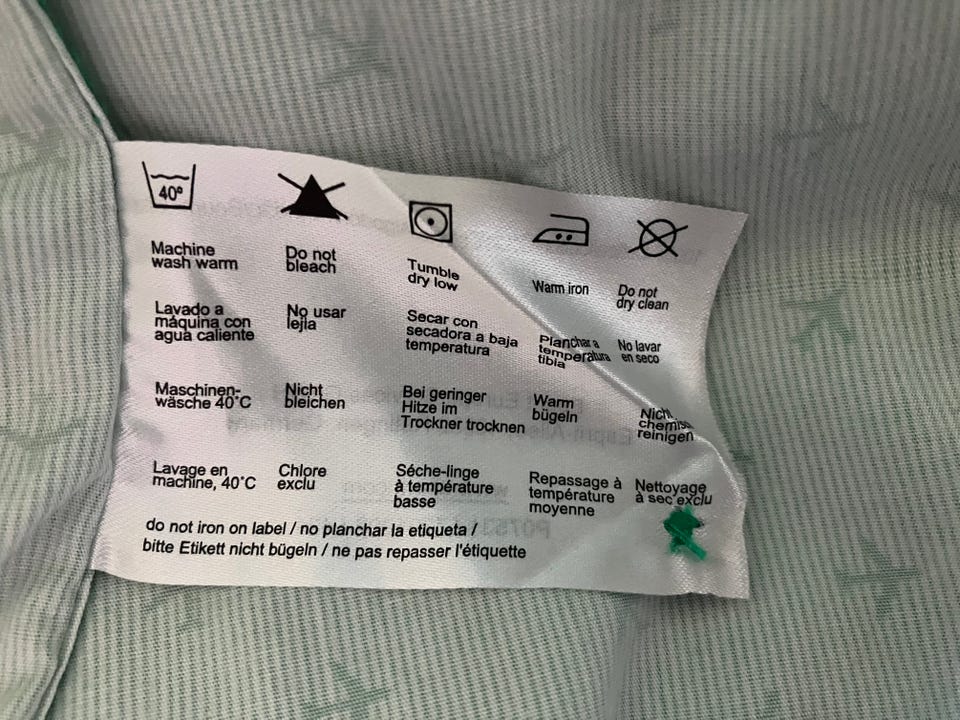 40°
Machine
wash warm
Do not
bleach
Tumble
dry low
Warm iron
Do not
dry clean
Lavado a
máquina con
agua caliente
No usar
lejia
Secar con
secadora a baja
temperatura
Planchar a
temperatura
tibia
No lavar
en seco
Maschinen-
wäsche 40°C
Nicht
bleichen
Bei geringer
Hitze im
Trockner trocknen
Warm
bügeln
reinigen
Lavage en
machine, 40°C
Chlore
exclu
Séche-linge
à température
basse
Repassage à
température
moyenne
Nettoyage
à sec exclu
do not iron on label / no planchar la etiqueta /
bitte Etikett nicht bügeln / ne pas repasser l'étiquette